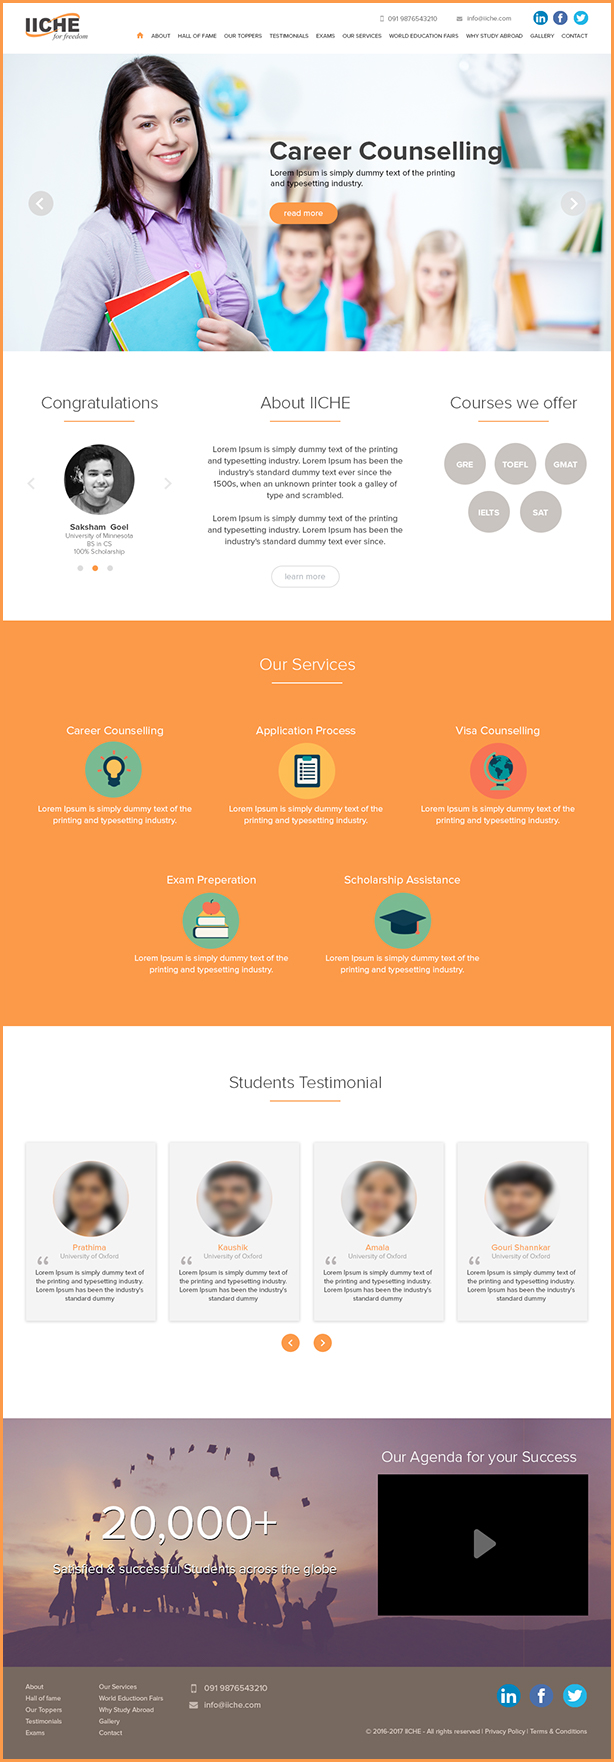 IICHE
for freedom
091 9876543210
Info@iiche.com
ABOUT HALL OF FAME OUR TOPPERS TESTIMONIALS EXAMS OUR SERVICES WORLD EDUCATION FAIRS WHY STUDY ABROAD GALLERY CONTACT
Career Counselling
Lorem Ipsum is simply dummy text of the printing
and typesetting industry.
read more
Congratulations
Saksham Goel
University of Minnesota
BS in CS
100% Scholarship
About IICHE
Lorem Ipsum is simply dummy text of the printing
and typesetting industry. Lorem Ipsum has been the
industry's standard dummy text ever since the
1500s, when an unknown printer took a galley of
type and scrambled.
Lorem Ipsum is simply dummy text of the printing
and typesetting industry. Lorem Ipsum has been the
industry's standard dummy text ever since.
learn more
Courses we offer
GRE TOEFL GMAT
IELTS SAT
Our Services
Career Counselling
Lorem Ipsum is simply dummy text of the
printing and typesetting industry.
Application Process
Lorem Ipsum is simply dummy text of the
printing and typesetting industry.
Visa Counselling
Lorem Ipsum is simply dummy text of the
printing and typesetting industry.
Exam Preperation
Lorem Ipsum is simply dummy text of the
printing and typesetting industry.
Scholarship Assistance
Lorem Ipsum is simply dummy text of the
printing and typesetting industry.
Students Testimonial
Prathima
University of Oxford
Lorem Ipsum is simply dummy text of
the printing and typesetting industry.
Lorem Ipsum has been the industry's
standard dummy
Kaushik
University of Oxford
Lorem Ipsum is simply dummy text of
the printing and typesetting industry.
Lorem Ipsum has been the industry's
standard dummy
Amala
University of Oxford
Lorem Ipsum is simply dummy text of
the printing and typesetting industry.
Lorem Ipsum has been the industry's
standard dummy
Gouri Shannkar
University of Oxford
Lorem Ipsum is simply dummy text of
the printing and typesetting industry.
Lorem Ipsum has been the industry's
standard dummy
20,000+
Satisfied & successful Students across the globe
Our Agenda for your Success
About
Hall of fame
Our Toppers
Testimonials
Exams
Our Services
World Eductioon Fairs
Why Study Abroad
Gallery
Contact
091 9876543210
info@iiche.com
© 2016-2017 IICHE - All rights reserved | Privacy Policy | Terms & Conditions